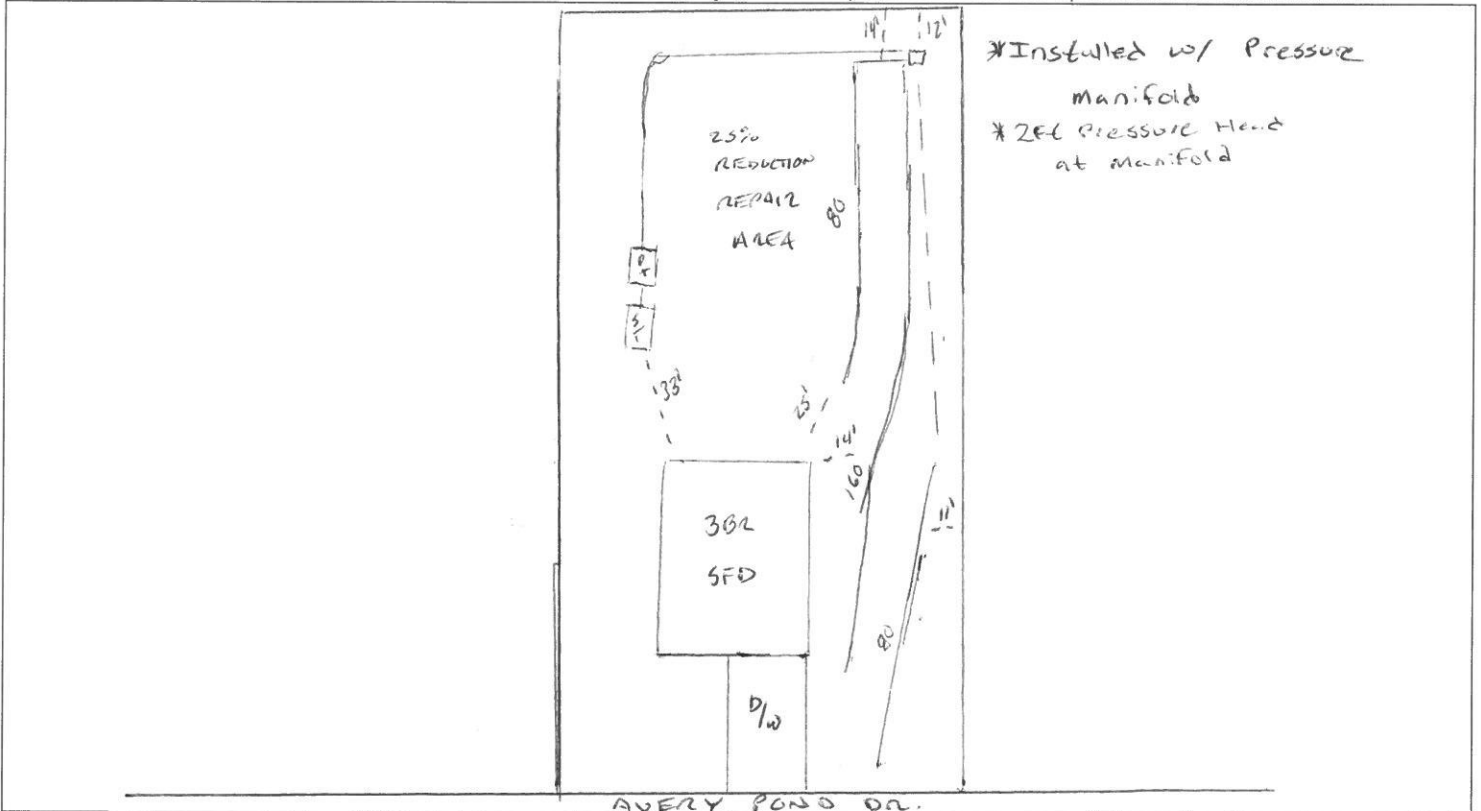 14'
12'
*Installed w/ Pressure
manifold
* 2ft Pressure Head
at Manifold
25%
REDUCTION
REPAIR
AREA
80
P/T
S/T
33'
25'
14'
160
11'
3BR
SFD
80
D/W
AVERY POND DR.